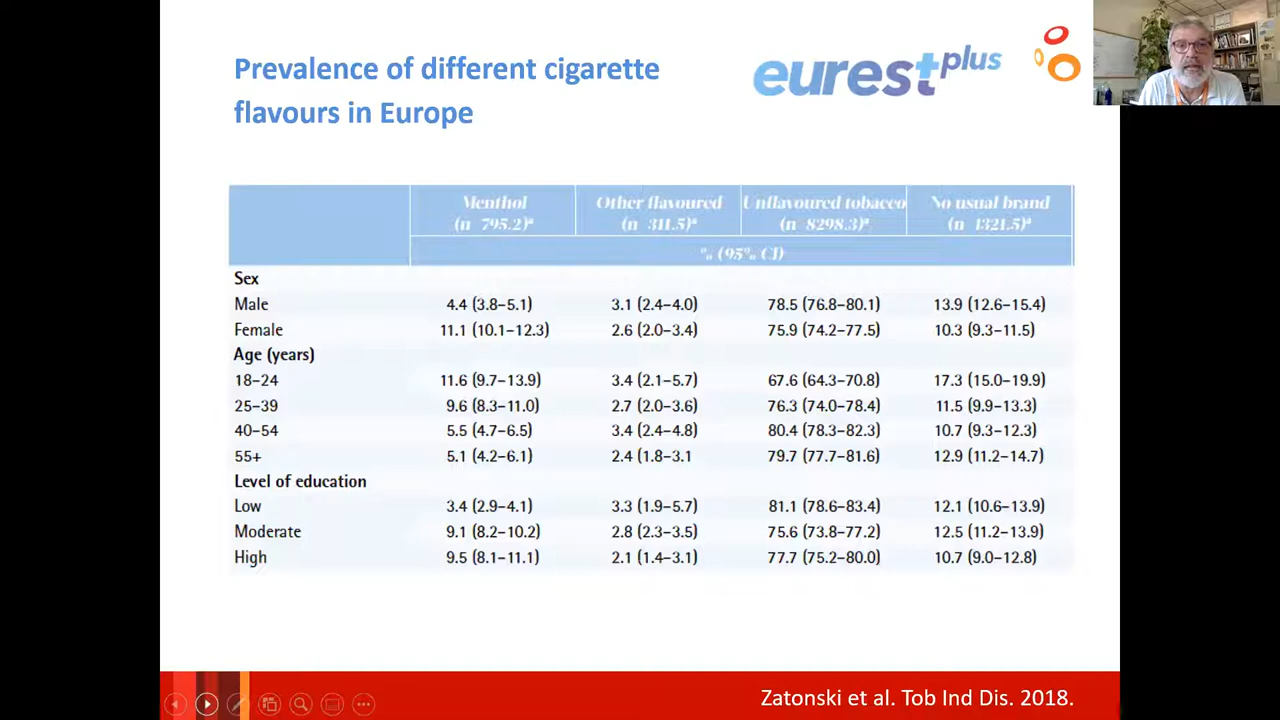 Prevalence of different cigarette
flavours in Europe
eurest plus
Menthol Other flavoured Unflavoured tobacco No usual brand
(n 795.2)ª (n 311.5)ª (n 8298.3)ª (n 1321.5)ª
% (95% CI)
Sex
Male 4.4 (3.8–5.1) 3.1 (2.4–4.0) 78.5 (76.8–80.1) 13.9 (12.6–15.4)
Female 11.1 (10.1–12.3) 2.6 (2.0–3.4) 75.9 (74.2–77.5) 10.3 (9.3–11.5)
Age (years)
18–24 11.6 (9.7–13.9) 3.4 (2.1–5.7) 67.6 (64.3–70.8) 17.3 (15.0–19.9)
25–39 9.6 (8.3–11.0) 2.7 (2.0–3.6) 76.3 (74.0–78.4) 11.5 (9.9–13.3)
40–54 5.5 (4.7–6.5) 3.4 (2.4–4.8) 80.4 (78.3–82.3) 10.7 (9.3–12.3)
55+ 5.1 (4.2–6.1) 2.4 (1.8–3.1 79.7 (77.7–81.6) 12.9 (11.2–14.7)
Level of education
Low 3.4 (2.9–4.1) 3.3 (1.9–5.7) 81.1 (78.6–83.4) 12.1 (10.6–13.9)
Moderate 9.1 (8.2–10.2) 2.8 (2.3–3.5) 75.6 (73.8–77.2) 12.5 (11.2–13.9)
High 9.5 (8.1–11.1) 2.1 (1.4–3.1) 77.7 (75.2–80.0) 10.7 (9.0–12.8)
Zatonski et al. Tob Ind Dis. 2018.